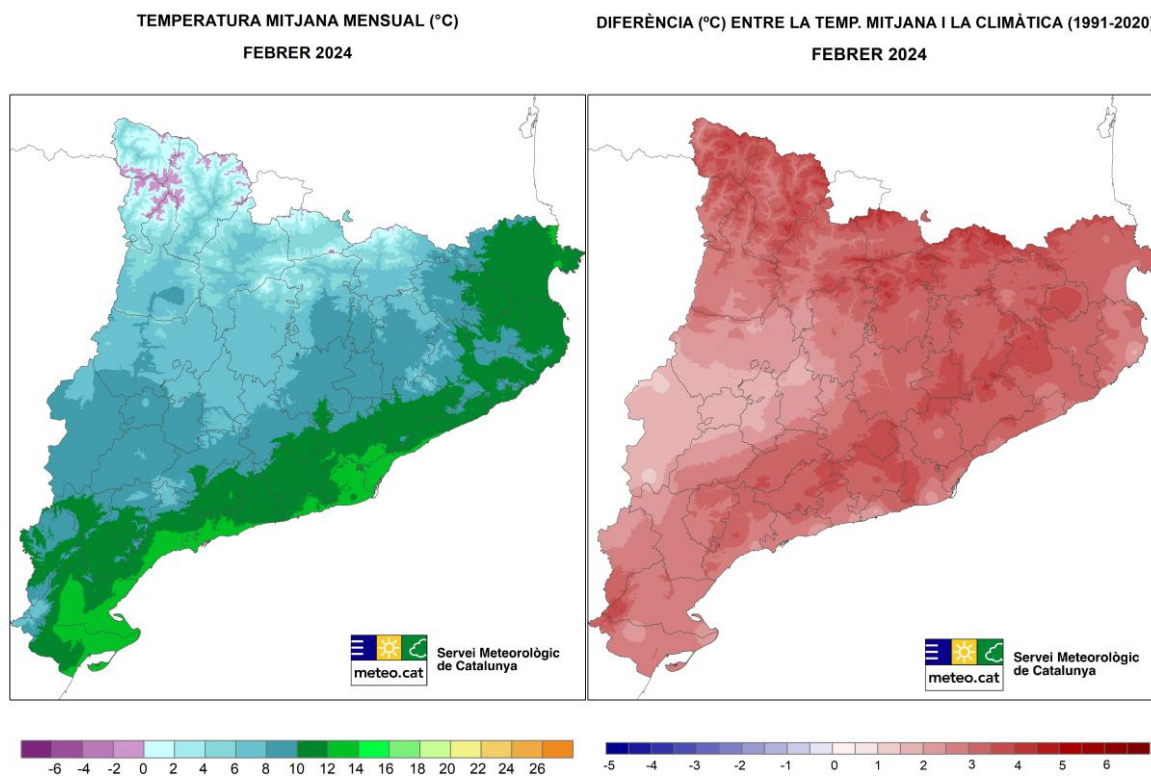 TEMPERATURA MITJANA MENSUAL (°C)
FEBRER 2024
DIFERÈNCIA (ºC) ENTRE LA TEMP. MITJANA I LA CLIMÀTICA (1991-2020)
FEBRER 2024
meteo.cat
Servei Meteorològic
de Catalunya
meteo.cat
Servei Meteorològic
de Catalunya
-6 -4 -2 0 2 4 6 8 10 12 14 16 18 20 22 24 26
-5 -4 -3 -2 -1 0 1 2 3 4 5 6